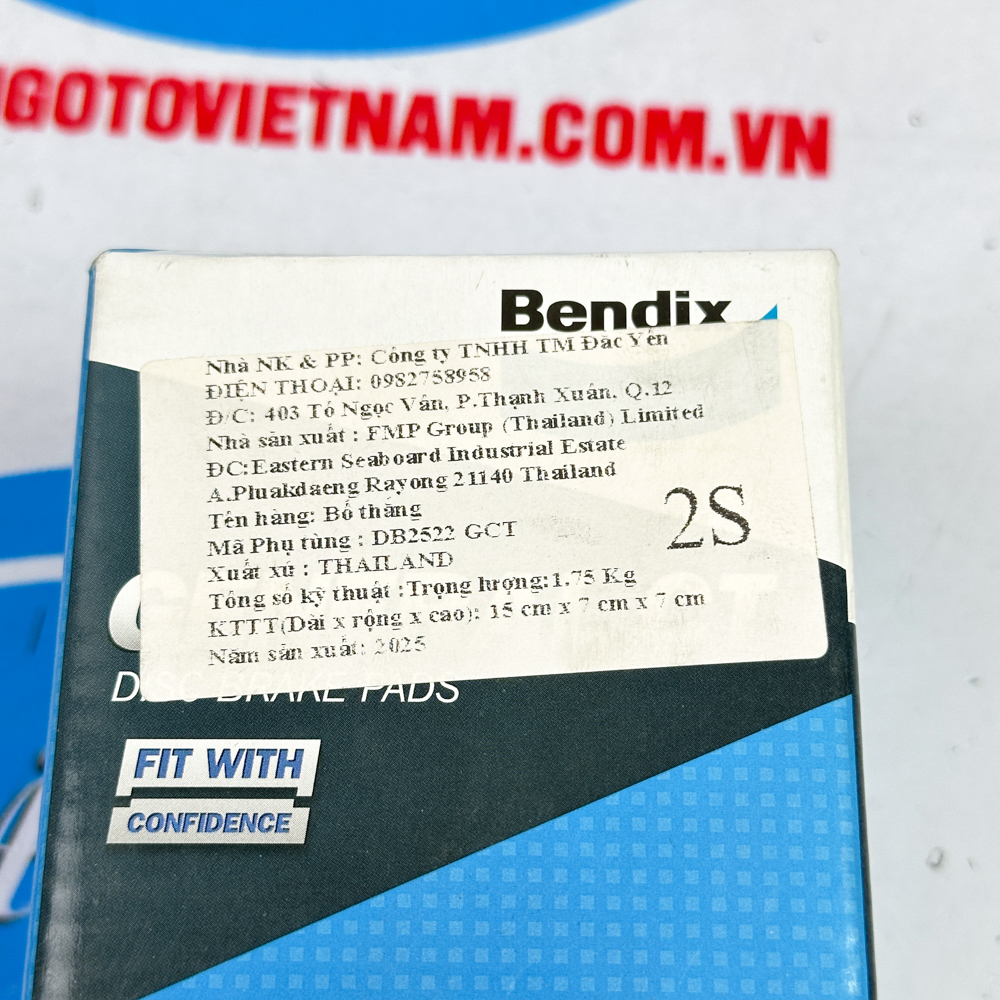 GOTOVIETNAM.COM.VN
Bendix
Nhà NK & PP: Công ty TNHH TM Đắc Yến
ĐIỆN THOẠI: 0982758958
Đ/C: 403 Tô Ngọc Vân, P.Thạnh Xuân, Q.12
Nhà sản xuất : FMP Group (Thailand) Limited
ĐC:Eastern Seaboard Industrial Estate
A.Pluakdaeng Rayong 21140 Thailand
Tên hàng: Bố thắng
Mã Phụ tùng : DB2522 GCT
2S
Xuất xứ : THAILAND
Tổng số kỹ thuật :Trọng lượng:1.75 Kg
KTTT(Dài x rộng x cao): 15 cm x 7 cm x 7 cm
Năm sản xuất: 2025
DISC BRAKE PADS
FIT WITH
CONFIDENCE